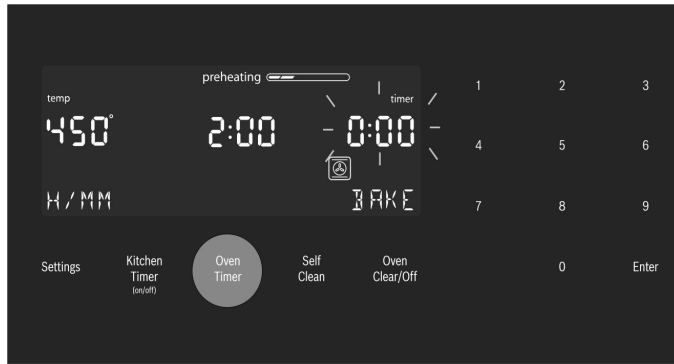 preheating
temp
timer
450°
2:00
0:00
H/MM
BAKE
1 2 3
4 5 6
7 8 9
0 Enter
Settings
Kitchen
Timer
(on/off)
Oven
Timer
Self
Clean
Oven
Clear/Off